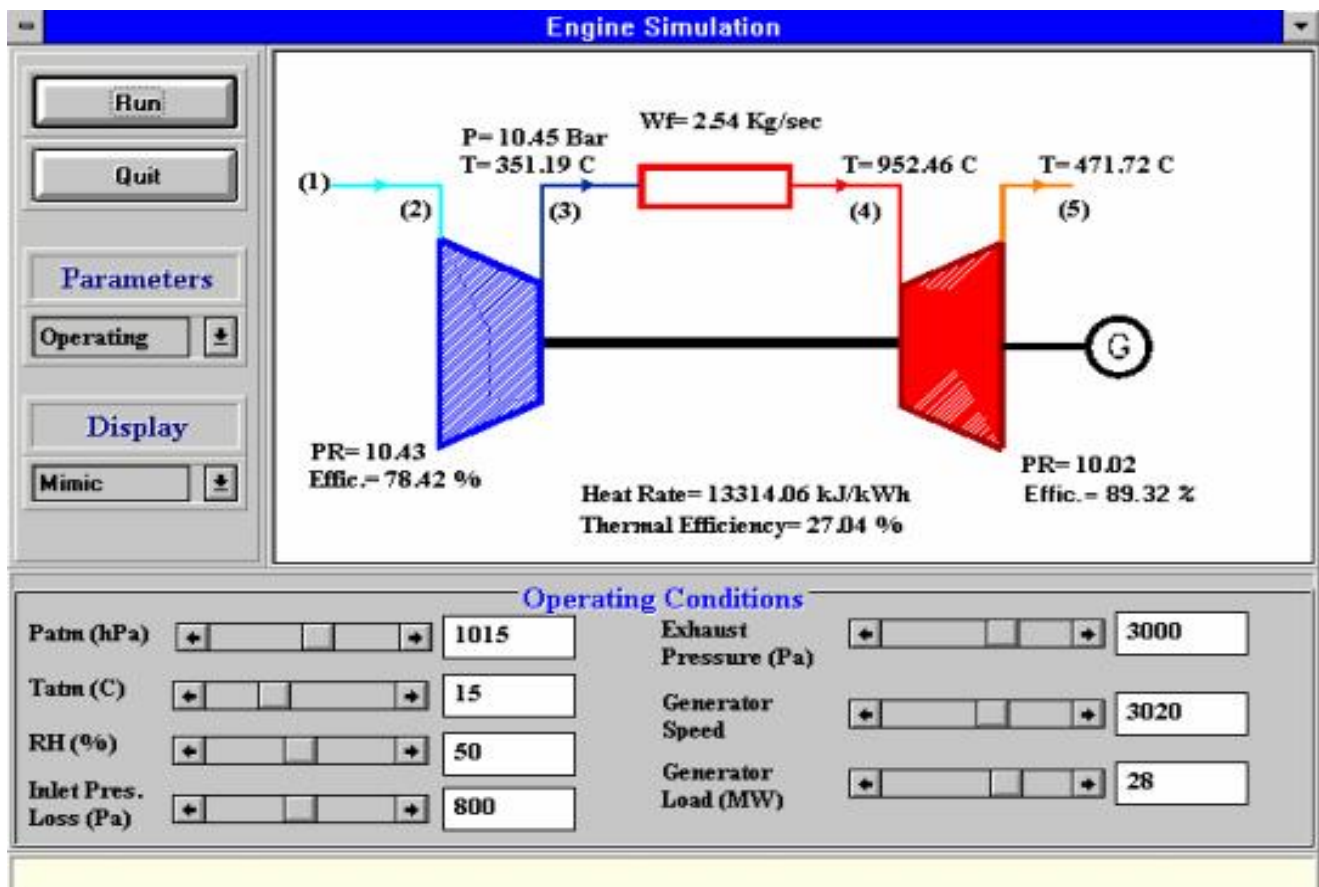 Engine Simulation
Run
Quit
Parameters
Operating
Display
Mimic
Wf= 2.54 Kg/sec
P= 10.45 Bar
T= 351.19 C
T= 952.46 C
T= 471.72 C
(1)
(2)
(3)
(4)
(5)
G
PR= 10.43
Effic.= 78.42 %
PR= 10.02
Effic.= 89.32 %
Heat Rate= 13314.06 kJ/kWh
Thermal Efficiency= 27.04 %
Operating Conditions
Patm (hPa) 1015
Tatm (C) 15
RH (%) 50
Inlet Pres.
Loss (Pa) 800
Exhaust
Pressure (Pa) 3000
Generator
Speed 3020
Generator
Load (MW) 28